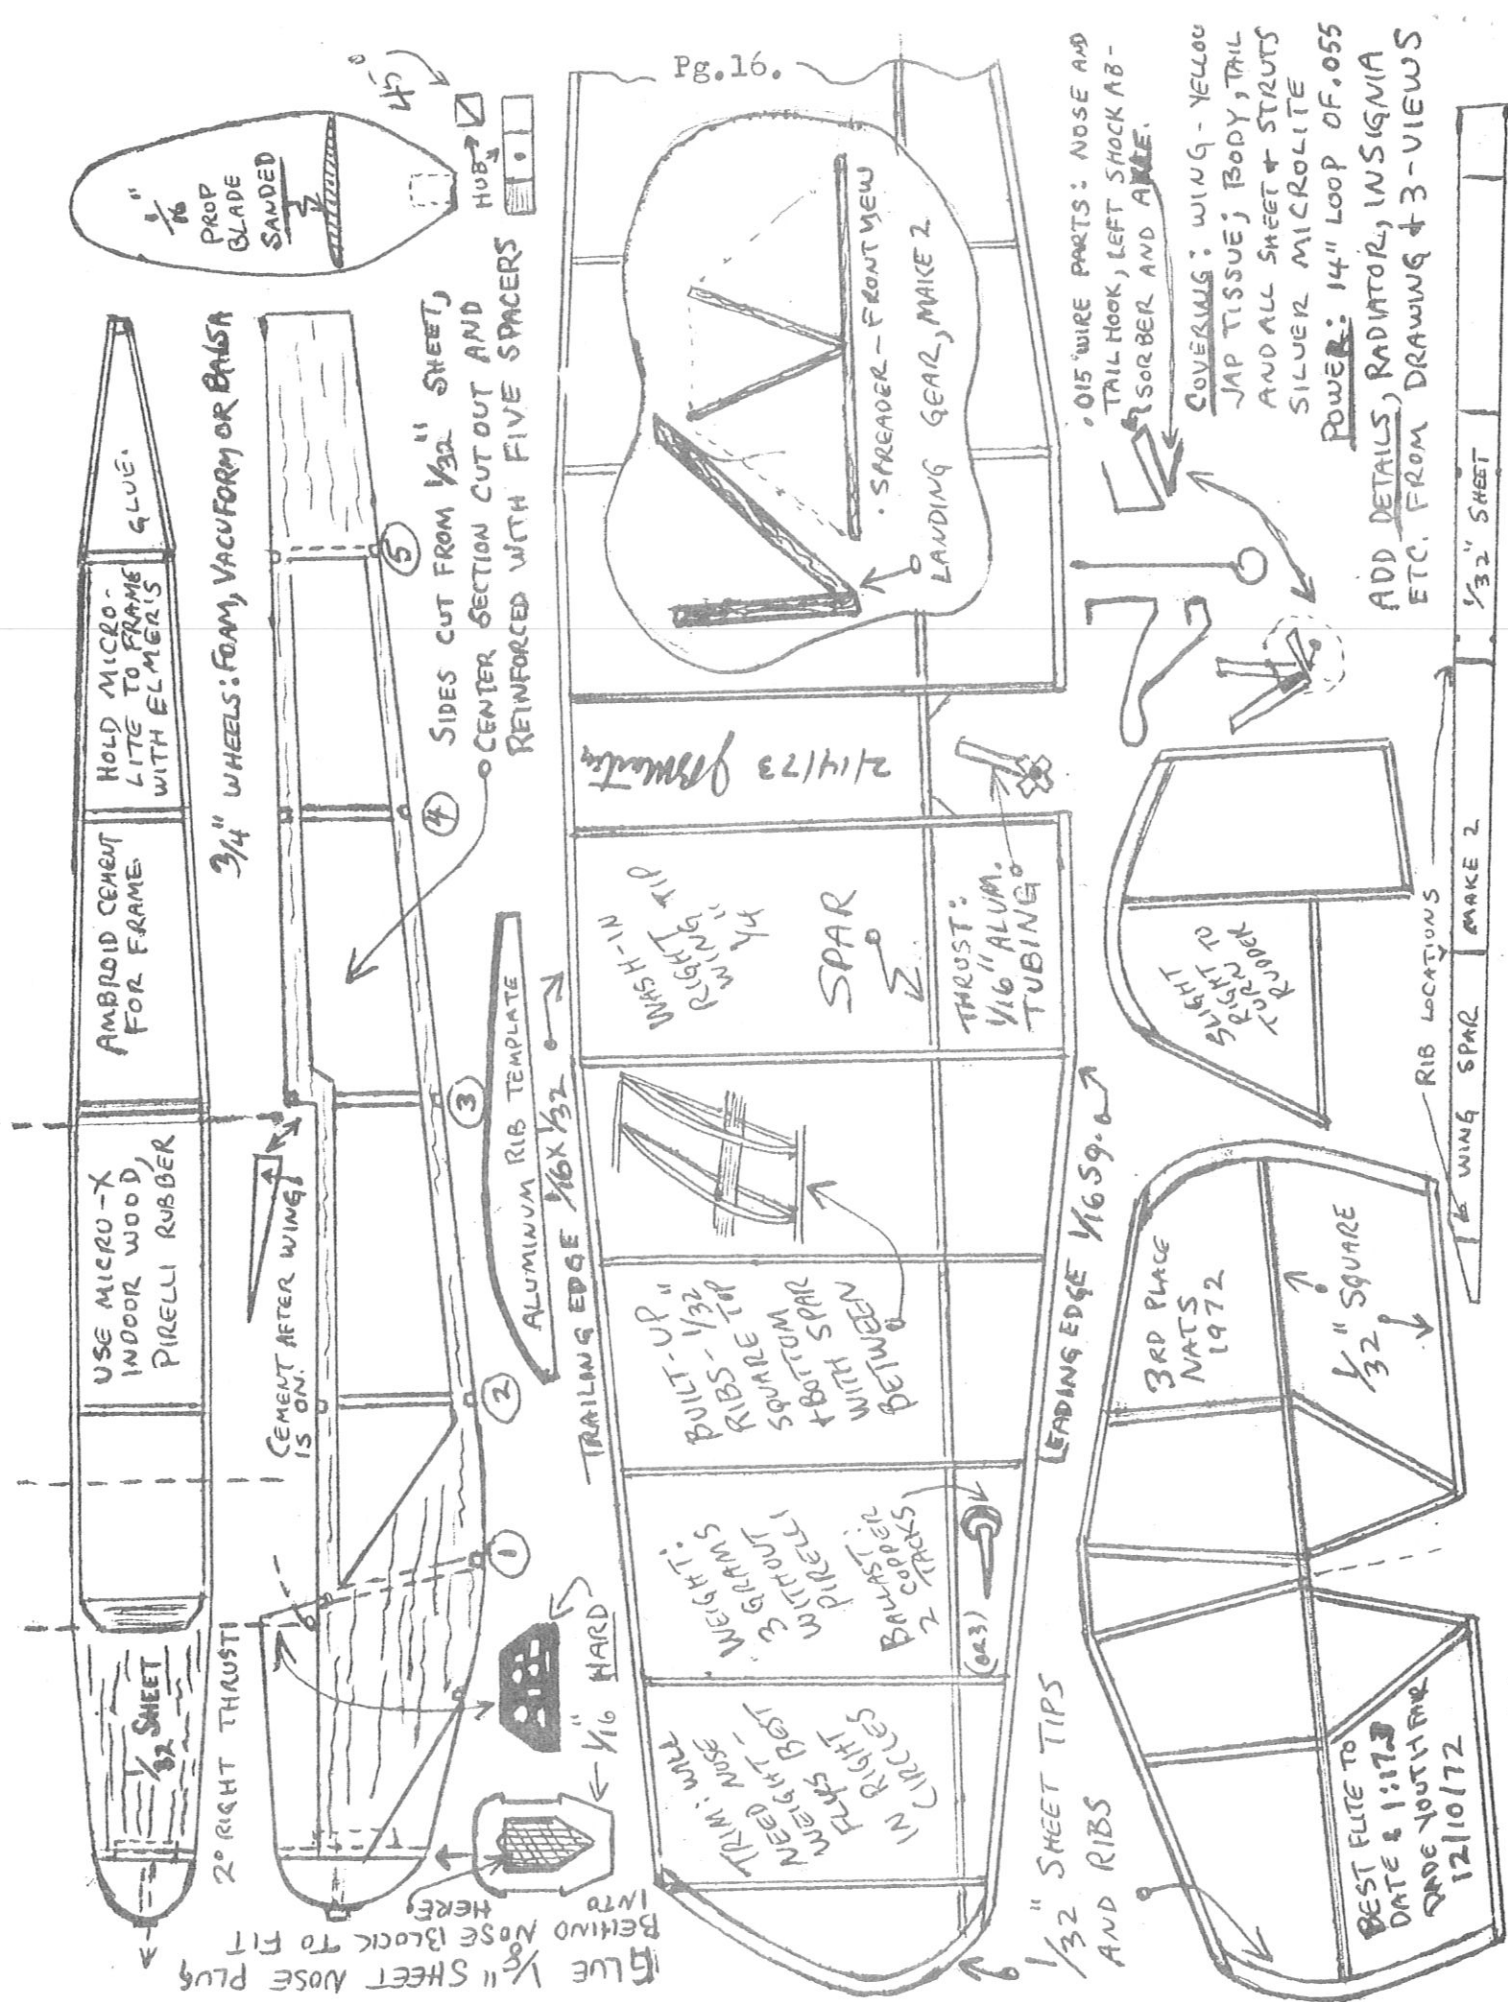 Pg.16.
1/16"
PROP
BLADE
SANDED
45°
HUB
GLUE.
HOLD MICRO-
LITE TO FRAME
WITH ELMERS
AMBROID CEMENT
FOR FRAME.
USE MICRO-X
INDOOR WOOD,
PIRELLI RUBBER
1/32 SHEET
3/4" WHEELS: FOAM, VACUFORM OR BALSA
SIDES CUT FROM 1/32" SHEET,
CENTER SECTION CUT OUT AND
REINFORCED WITH FIVE SPACERS
5
4
3
2
1
CEMENT AFTER WING
IS ON.
2° RIGHT THRUST
GLUE 1/8" SHEET NOSE PLUG
BEHIND NOSE BLOCK TO FIT
INTO
HERE
1/16" HARD
ALUMINUM RIB TEMPLATE
TRAILING EDGE 1/16 X 1/32
SPREADER - FRONT VIEW
LANDING GEAR, MAKE 2
2/14/73
WASH-IN
RIGHT TIP
WING
1/4"
SPAR
THRUST:
1/16" ALUM.
TUBING
BUILT-UP
RIBS - 1/32"
SQUARE TOP
+ BOTTOM
WITH SPAR
BETWEEN
WEIGHT:
3 GRAMS
WITHOUT
PIRELLI
BALLAST:
2 COPPER
TACKS
(OR 3)
TRIM: WILL
NEED NOSE
WEIGHT -
FLYS BEST
IN RIGHT
CIRCLES
LEADING EDGE 1/16 SQ.
1/32" SHEET TIPS
AND RIBS
.015" WIRE PARTS: NOSE AND
TAIL HOOK, LEFT SHOCK AB-
SORBER AND AXLE.
COVERING: WING - YELLOW
JAP TISSUE; BODY, TAIL
AND ALL SHEET + STRUTS
SILVER MICROLITE
POWER: 14" LOOP OF .055
ADD DETAILS, RADIATOR, INSIGNIA
ETC. FROM DRAWING + 3-VIEWS
SLIGHT
RIGHT TO
TURN
RUDDER
3RD PLACE
NATS
1972
1/32" SQUARE
BEST FLITE TO
DATE
DADE YOUTH FAIR
12/10/72
RIB LOCATIONS
WING SPAR
MAKE 2
1/32" SHEET